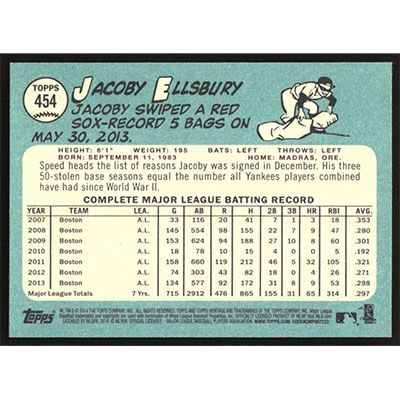 TOPPS
454
JACOBY ELLSBURY
JACOBY SWIPED A RED
SOX-RECORD 5 BAGS ON
MAY 30, 2013.
HEIGHT: 6'1" WEIGHT: 195 BATS: LEFT THROWS: LEFT
BORN: SEPTEMBER 11, 1983 HOME: MADRAS, ORE.
Speed heads the list of reasons Jacoby was signed in December. His three
50-stolen base seasons equal the number all Yankees players combined
have had since World War II.
COMPLETE MAJOR LEAGUE BATTING RECORD
YEAR TEAM LEA. G AB R H 2B 3B HR RBI AVG.
2007 Boston A.L. 33 116 20 41 7 1 3 18 .353
2008 Boston A.L. 145 554 98 155 22 7 9 47 .280
2009 Boston A.L. 153 624 94 188 27 10 8 60 .301
2010 Boston A.L. 18 78 10 15 4 0 0 5 .192
2011 Boston A.L. 158 660 119 212 46 5 32 105 .321
2012 Boston A.L. 74 303 43 82 18 0 4 26 .271
2013 Boston A.L. 134 577 92 172 31 8 9 53 .298
Major League Totals 7 Yrs. 715 2912 476 865 155 31 65 314 .297
Topps